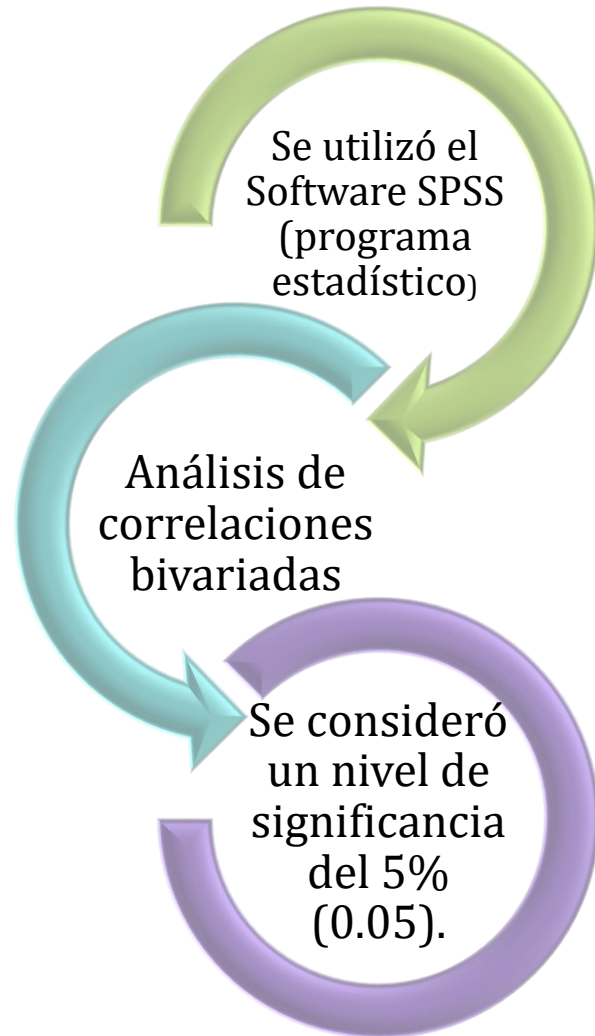 Se utilizó el
Software SPSS
(programa
estadístico)
Análisis de
correlaciones
bivariadas
Se consideró
un nivel de
significancia
del 5%
(0.05).